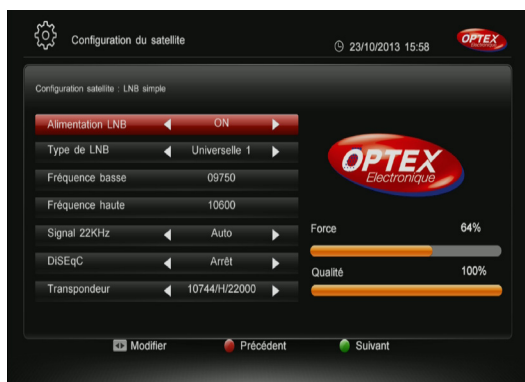 Configuration du satellite
23/10/2013 15:58
OPTEX
Configuration satellite : LNB simple
Alimentation LNB ON
Type de LNB Universelle 1
Fréquence basse 09750
Fréquence haute 10600
Signal 22KHz Auto
DiSEqC Arrêt
Transpondeur 10744/H/22000
OPTEX
Electronique
Force 64%
Qualité 100%
Modifier Précédent Suivant